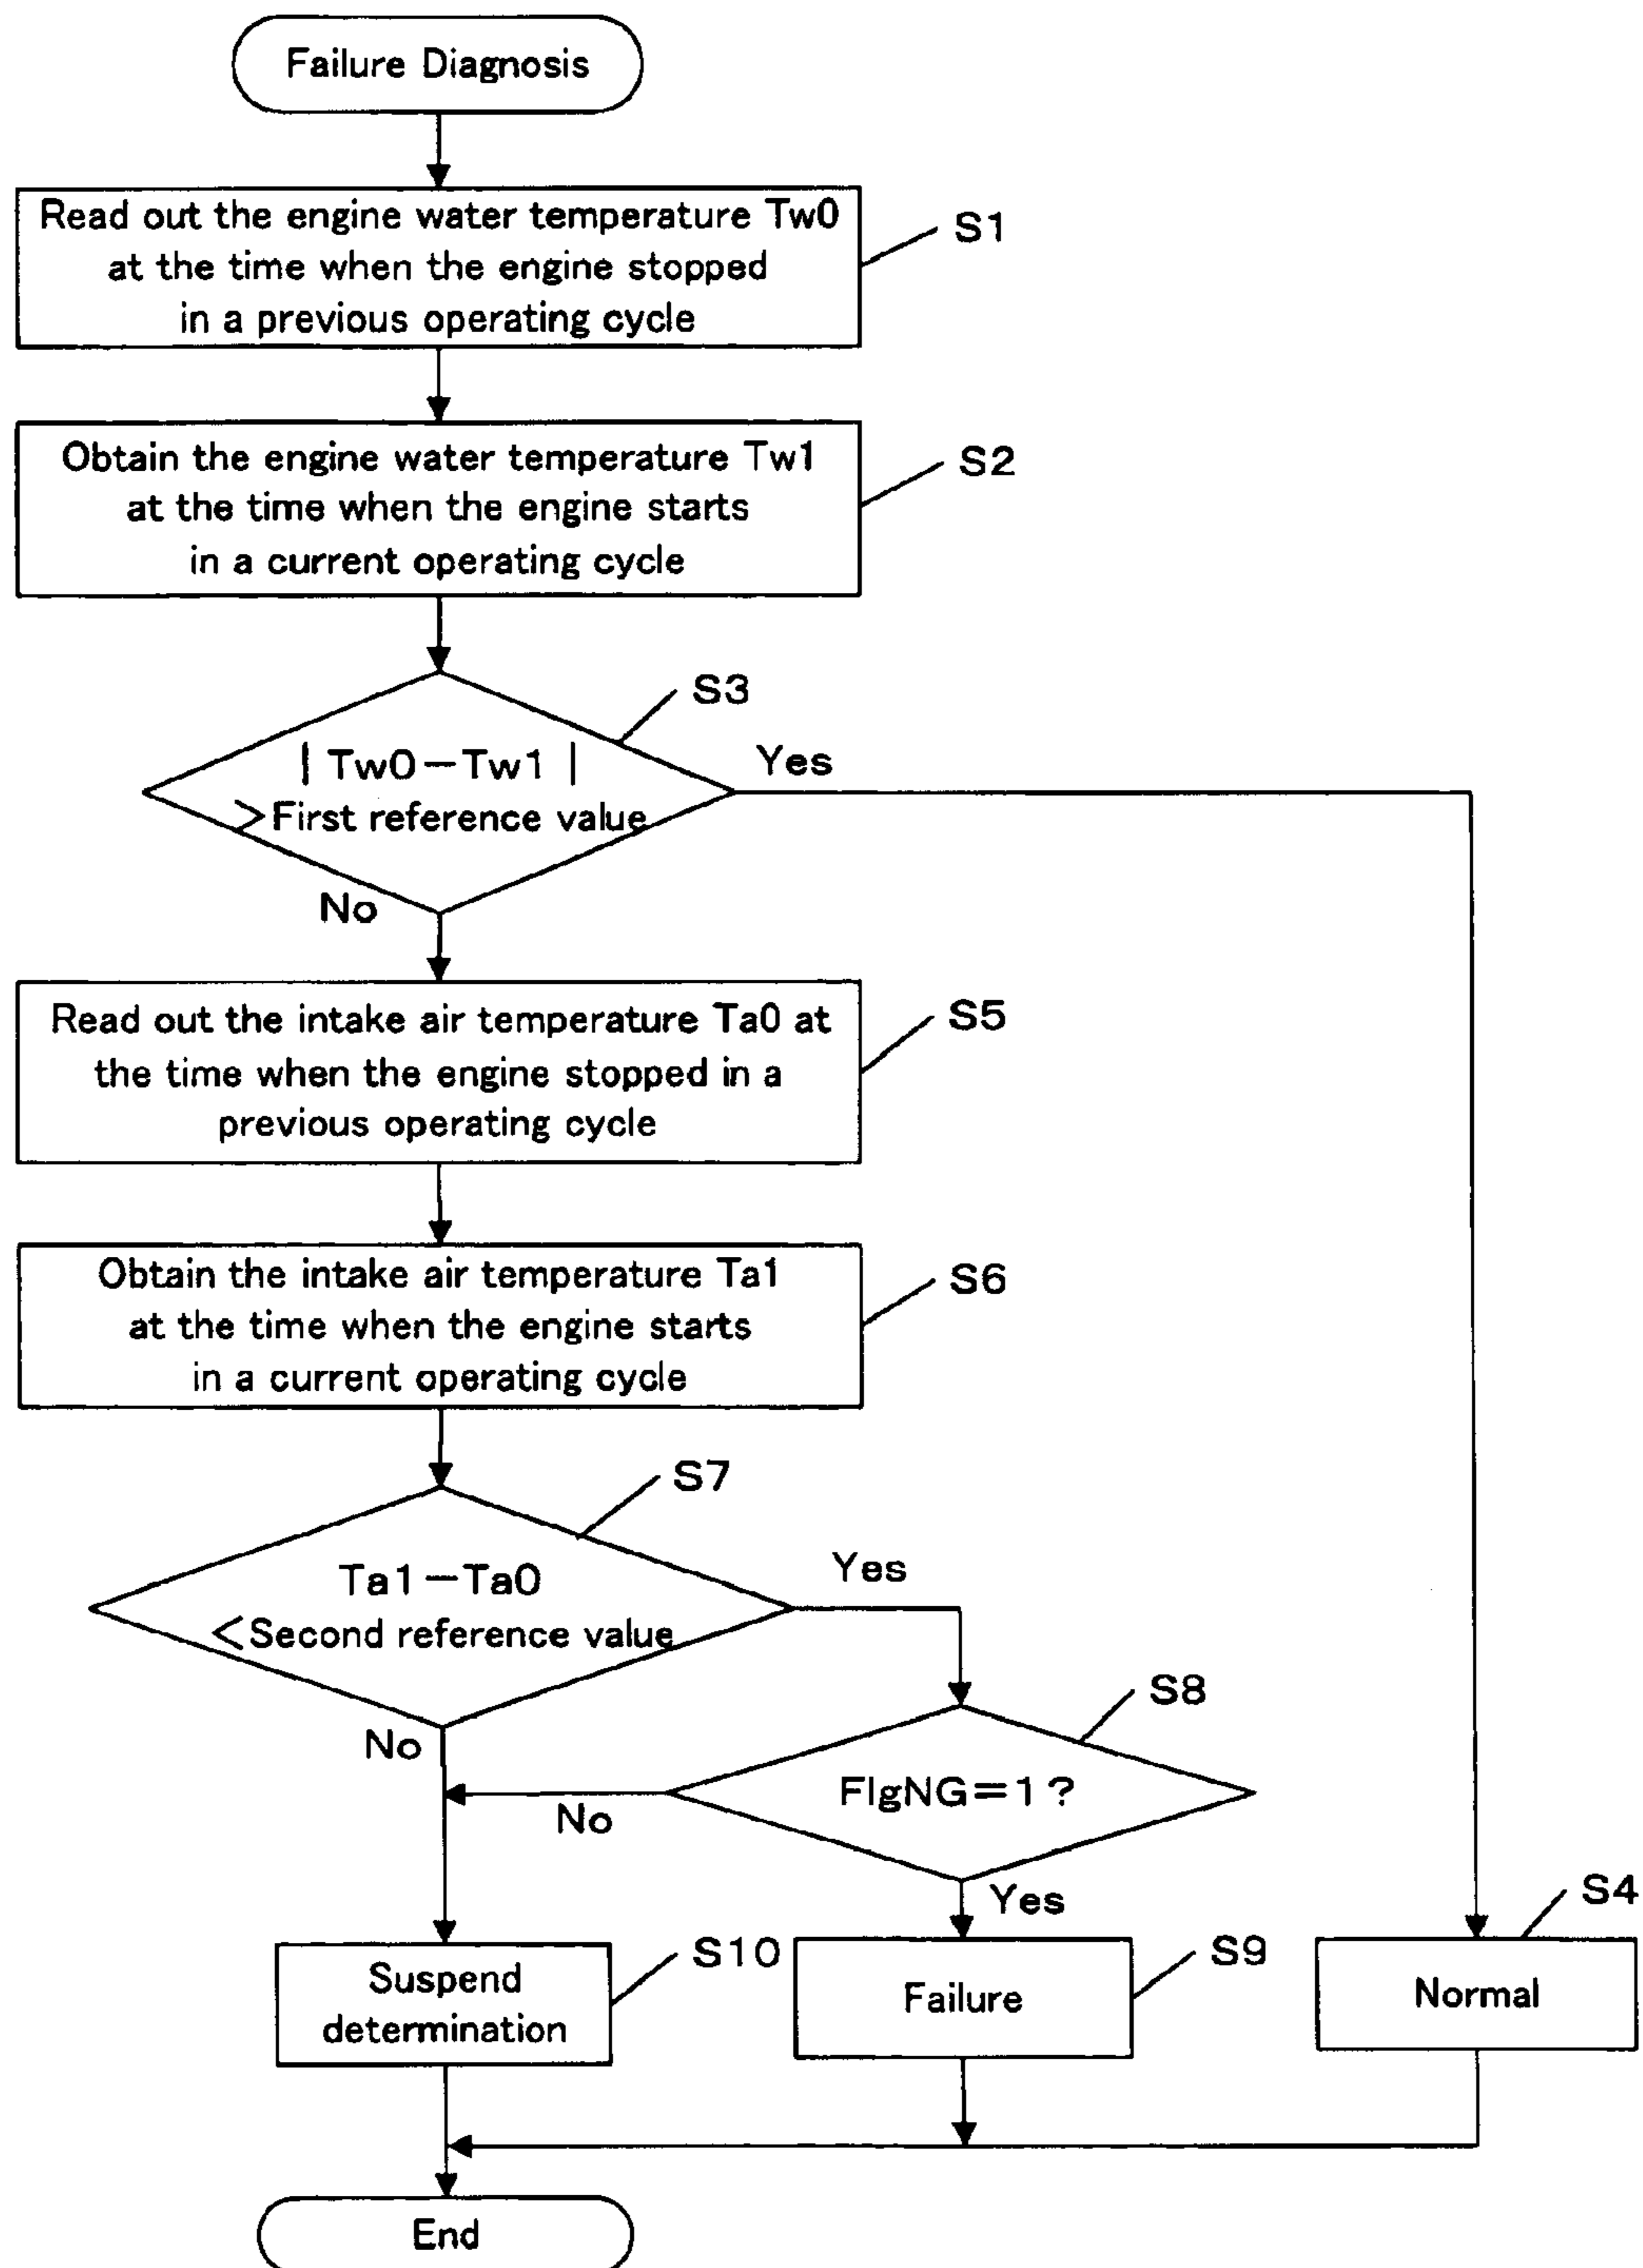 Failure Diagnosis
Read out the engine water temperature Tw0
at the time when the engine stopped
in a previous operating cycle
S1
Obtain the engine water temperature Tw1
at the time when the engine starts
in a current operating cycle
S2
S3
| Tw0－Tw1 |
＞First reference value
Yes
No
Read out the intake air temperature Ta0 at
the time when the engine stopped in a
previous operating cycle
S5
Obtain the intake air temperature Ta1
at the time when the engine starts
in a current operating cycle
S6
S7
Ta1－Ta0
＜Second reference value
Yes
No
S8
FlgNG＝1?
No
Yes
S4
Suspend
determination
S10
Failure
S9
Normal
End